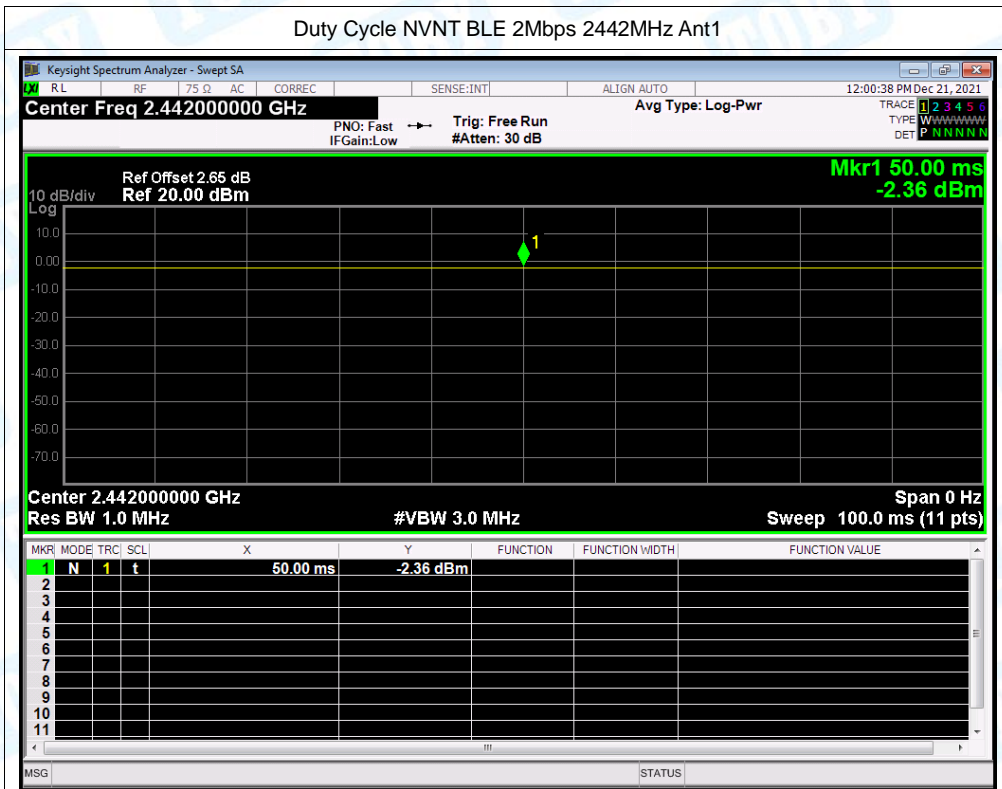 Duty Cycle NVNT BLE 2Mbps 2442MHz Ant1
Keysight Spectrum Analyzer - Swept SA
LXI RL RF 75 Ω AC CORREC SENSE:INT ALIGN AUTO 12:00:38 PM Dec 21, 2021
Center Freq 2.442000000 GHz Avg Type: Log-Pwr TRACE 1 2 3 4 5 6
PNO: Fast Trig: Free Run TYPE WWWWWWW
IFGain:Low #Atten: 30 dB DET P N N N N N
Mkr1 50.00 ms
Ref Offset 2.65 dB
10 dB/div Ref 20.00 dBm -2.36 dBm
Log
10.0
1
0.00
-10.0
-20.0
-30.0
-40.0
-50.0
-60.0
-70.0
Center 2.442000000 GHz Span 0 Hz
Res BW 1.0 MHz #VBW 3.0 MHz Sweep 100.0 ms (11 pts)
MKR MODE TRC SCL X Y FUNCTION FUNCTION WIDTH FUNCTION VALUE
1 N 1 t 50.00 ms -2.36 dBm
2
3
4
5
6
7
8
9
10
11
MSG STATUS